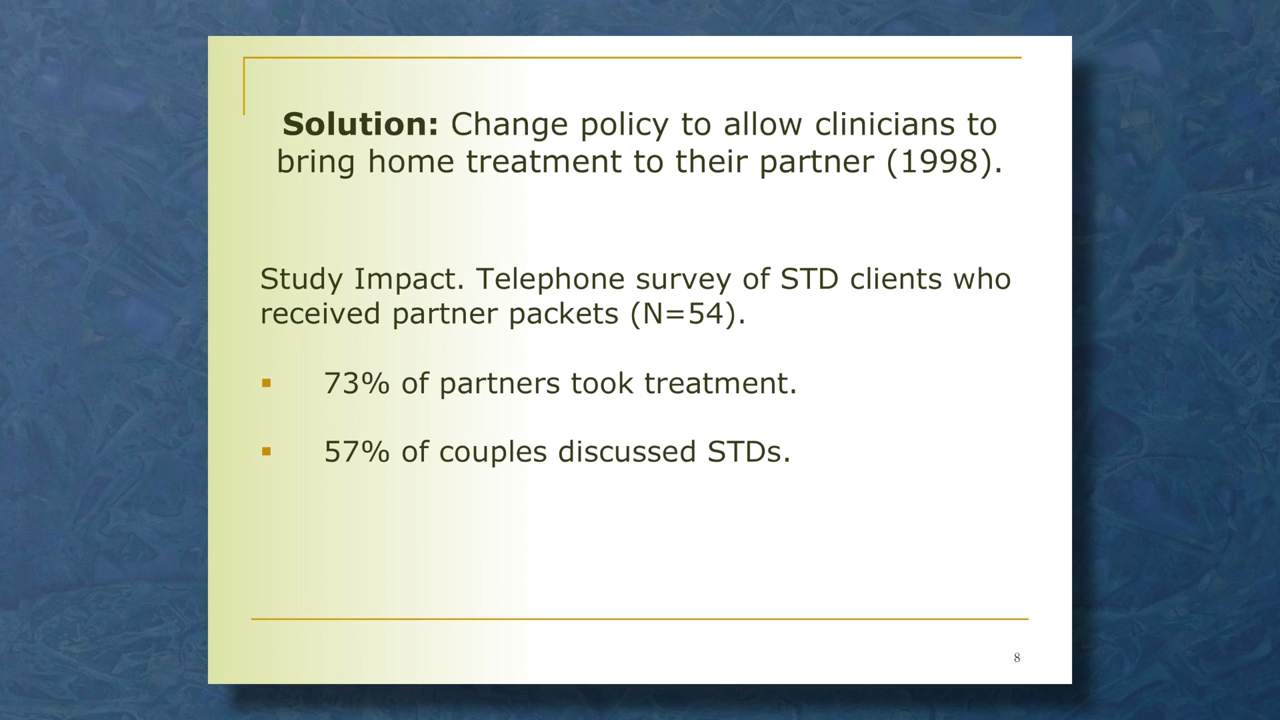 Solution: Change policy to allow clinicians to
bring home treatment to their partner (1998).
Study Impact. Telephone survey of STD clients who
received partner packets (N=54).
▪ 73% of partners took treatment.
▪ 57% of couples discussed STDs.
8